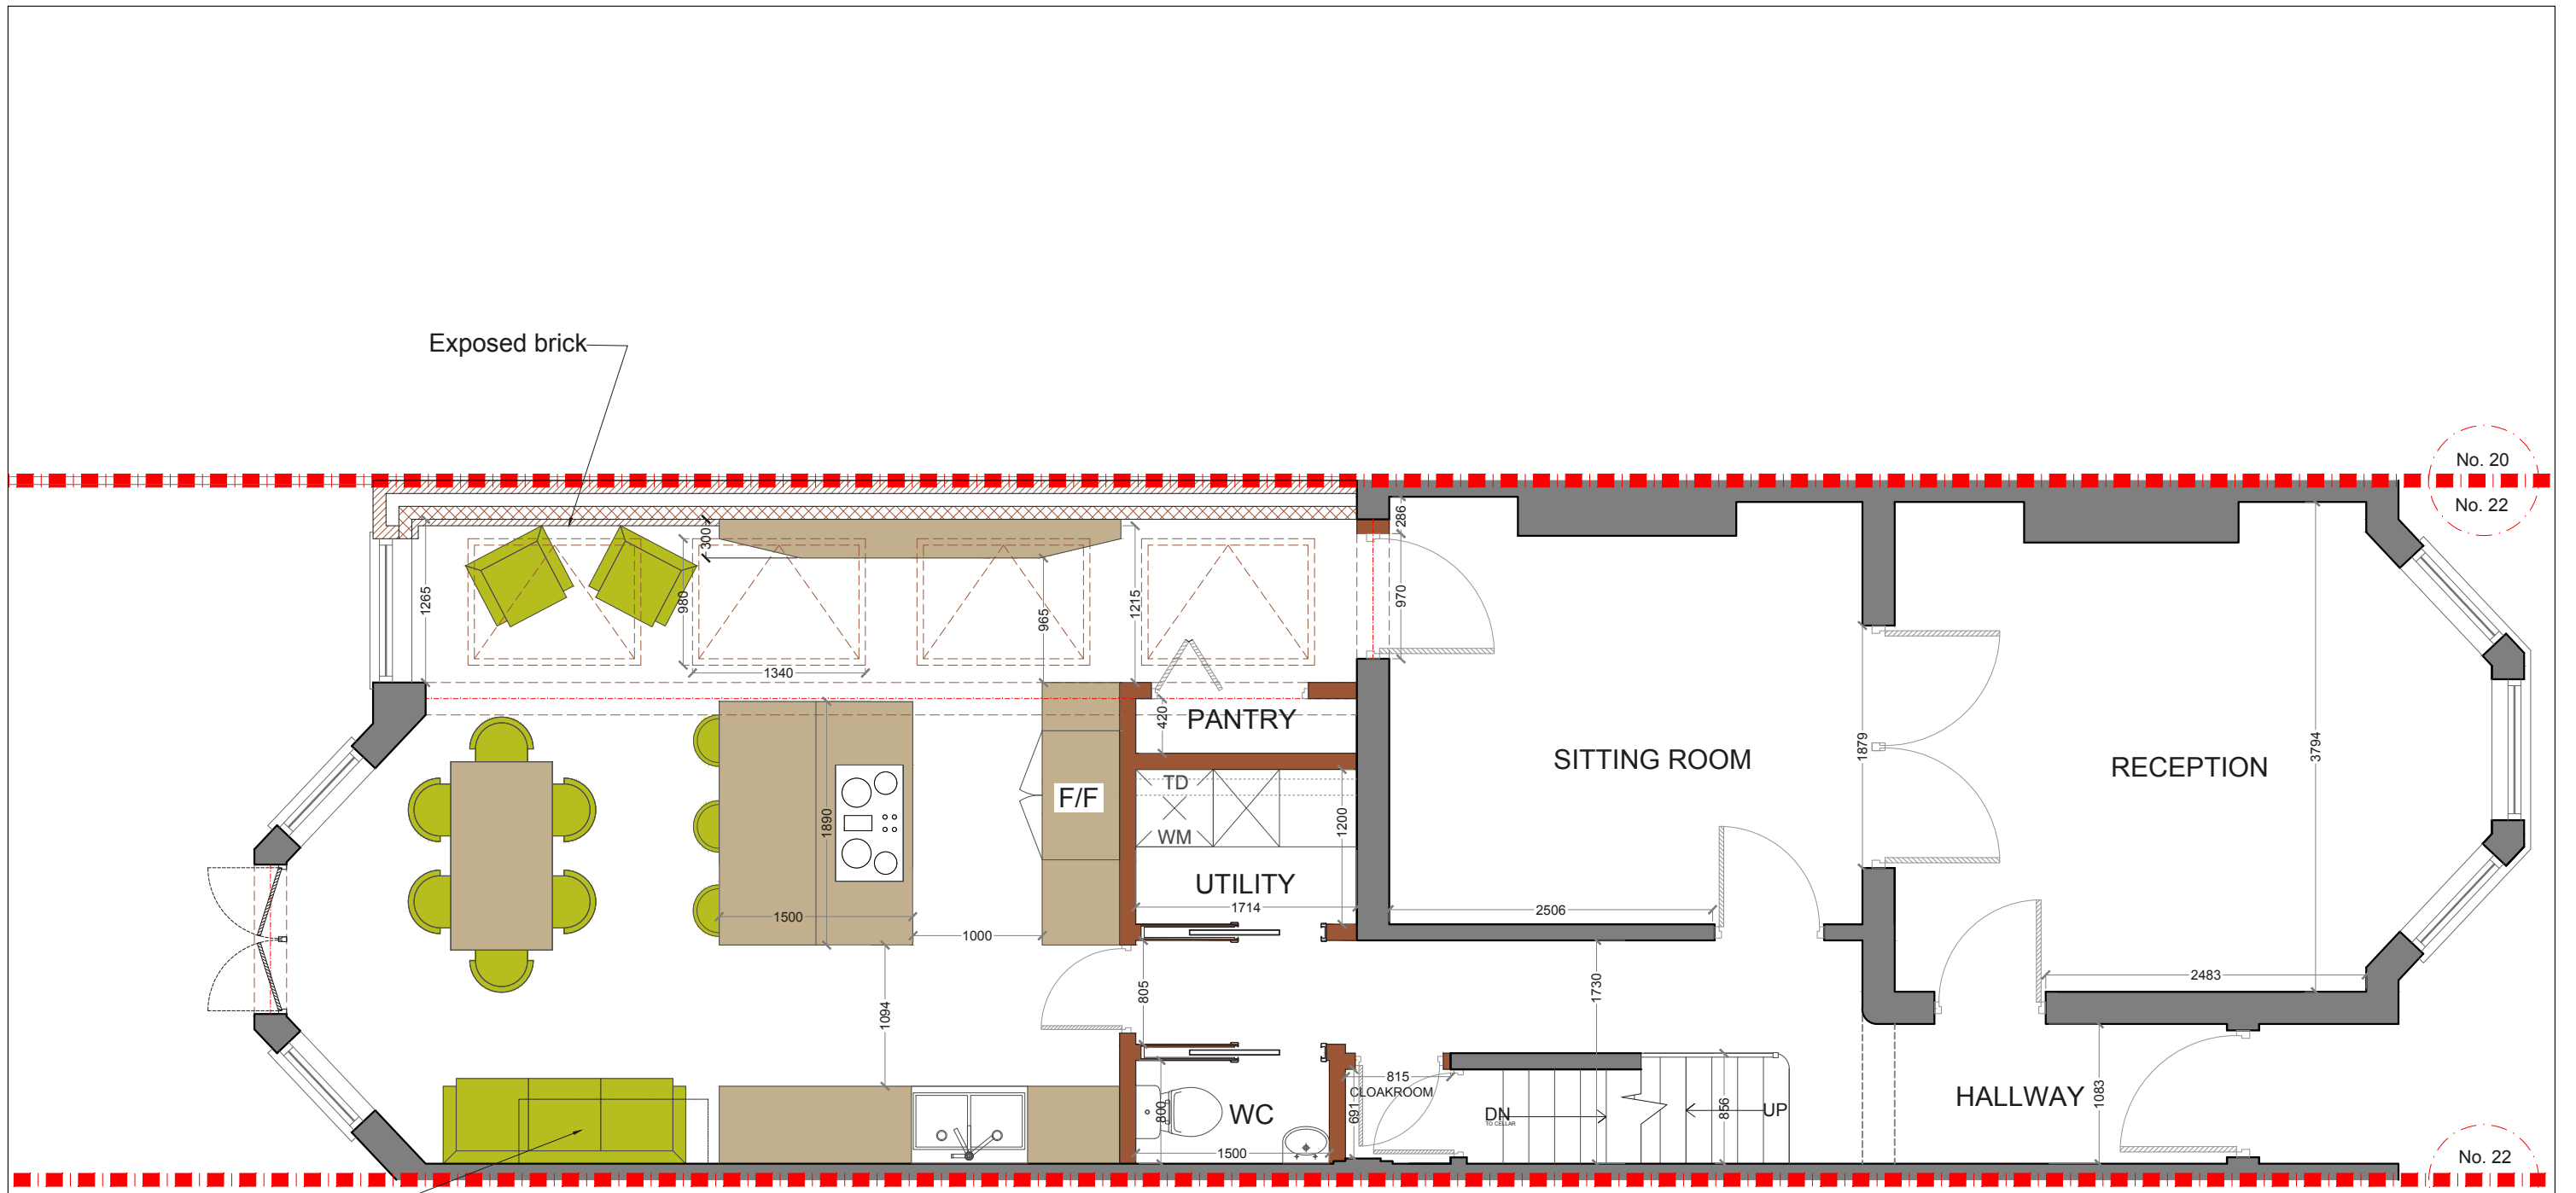 Exposed brick
No. 20
No. 22
300
286
1265
980
965
1215
970
1340
420
PANTRY
SITTING ROOM
1879
3794
RECEPTION
TD
F/F
1890
1200
WM
UTILITY
1500
1714
2506
1000
2483
805
1730
1094
815
CLOAKROOM
691
800
WC
DN
TO CELLAR
856
UP
HALLWAY
1083
1500
No. 22